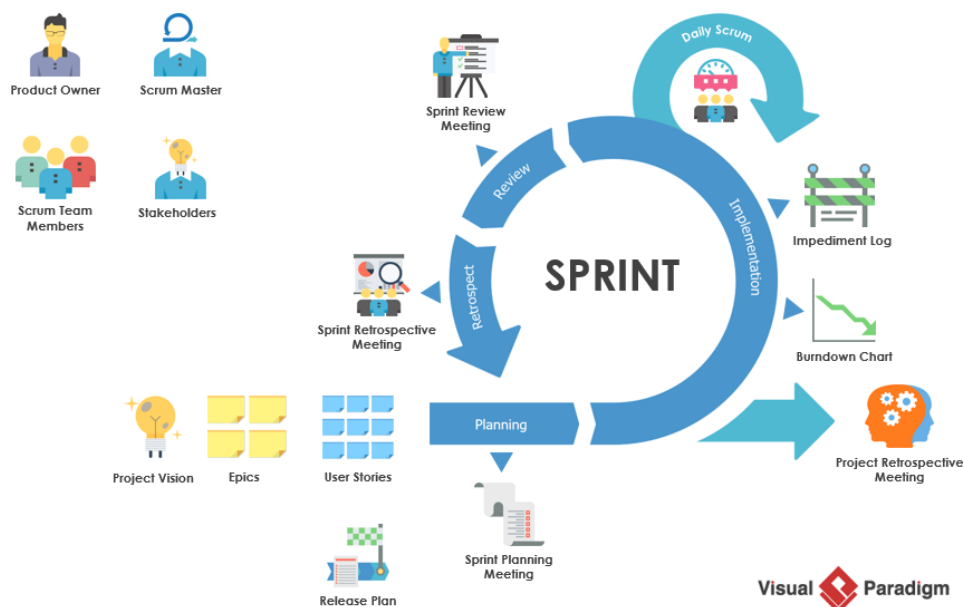 Product Owner
Scrum Master
Scrum Team
Members
Stakeholders
Sprint Review
Meeting
Daily Scrum
Review
Implementation
Retrospect
SPRINT
Impediment Log
Burndown Chart
Sprint Retrospective
Meeting
Planning
Project Vision
Epics
User Stories
Project Retrospective
Meeting
Sprint Planning
Meeting
Release Plan
Visual Paradigm